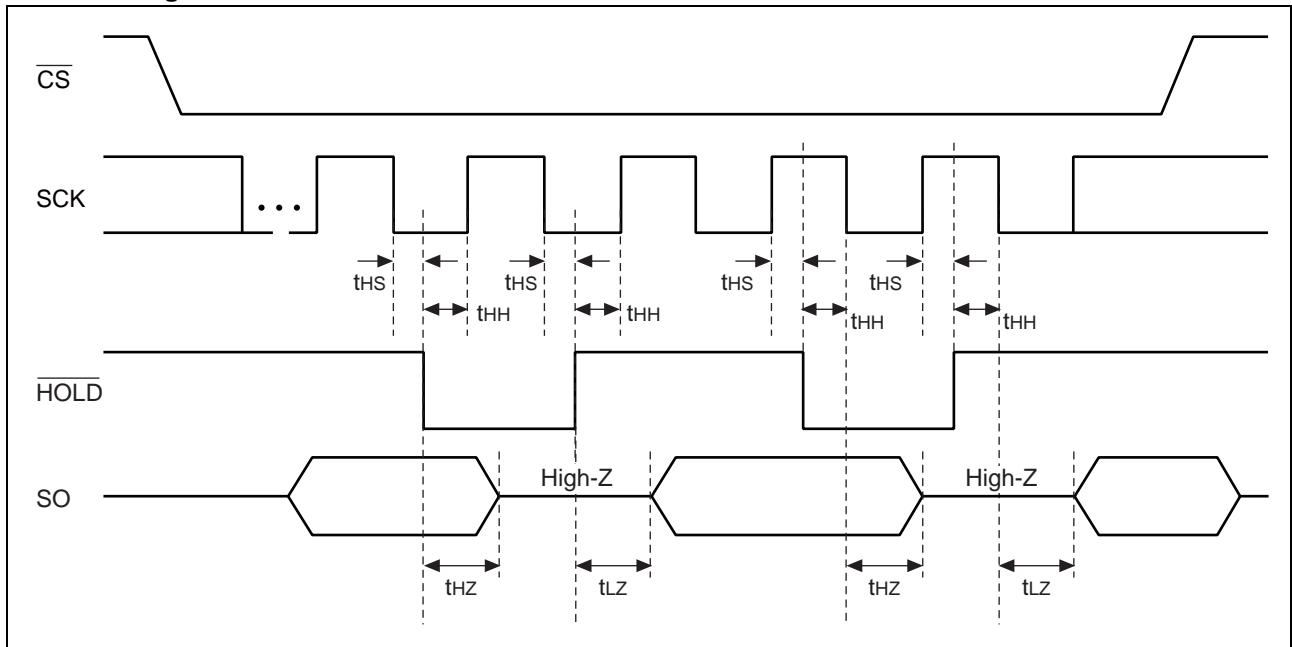 CS
SCK
...
tHS tHS tHS tHS
tHH tHH tHH tHH
HOLD
High-Z High-Z
SO
tHZ tLZ tHZ tLZ